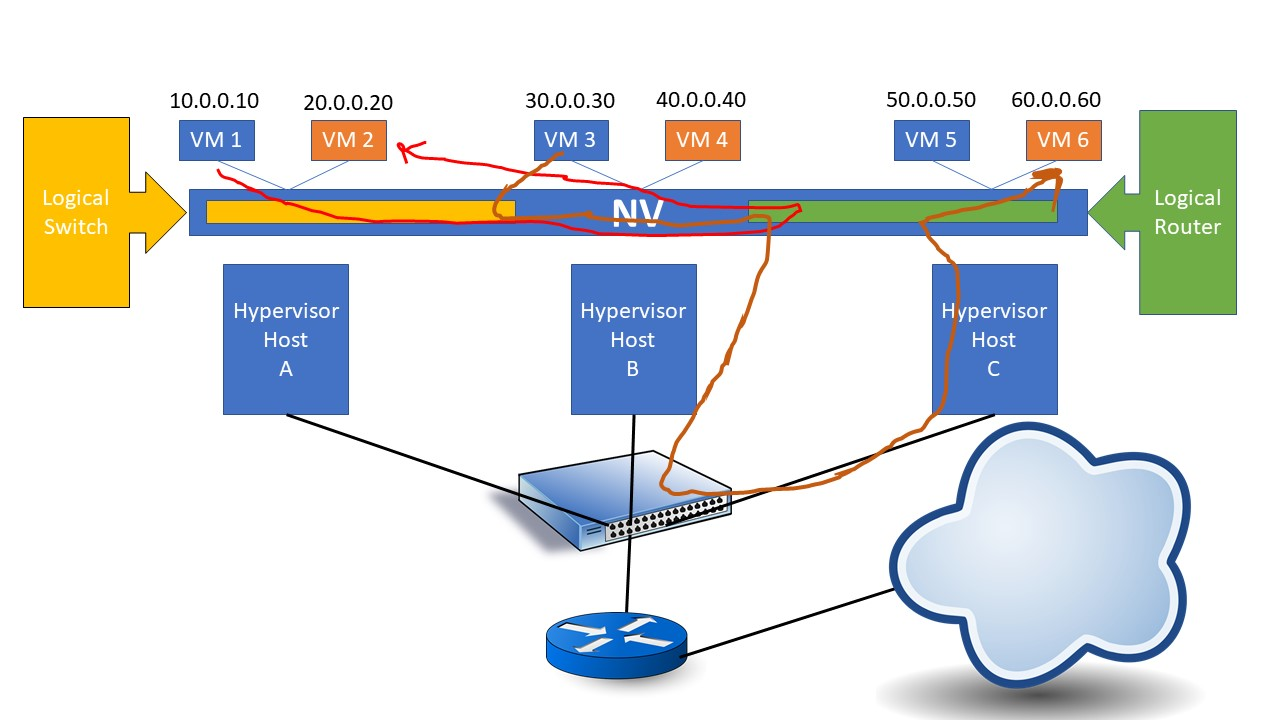 10.0.0.10
20.0.0.20
30.0.0.30
40.0.0.40
50.0.0.50
60.0.0.60
VM 1
VM 2
VM 3
VM 4
VM 5
VM 6
Logical
Switch
NV
Logical
Router
Hypervisor
Host
A
Hypervisor
Host
B
Hypervisor
Host
C